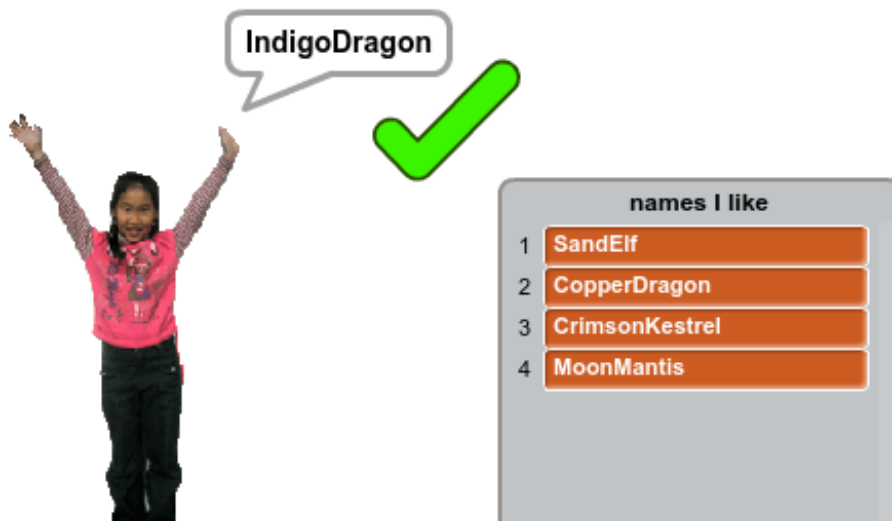 IndigoDragon
names I like
1 SandElf
2 CopperDragon
3 CrimsonKestrel
4 MoonMantis